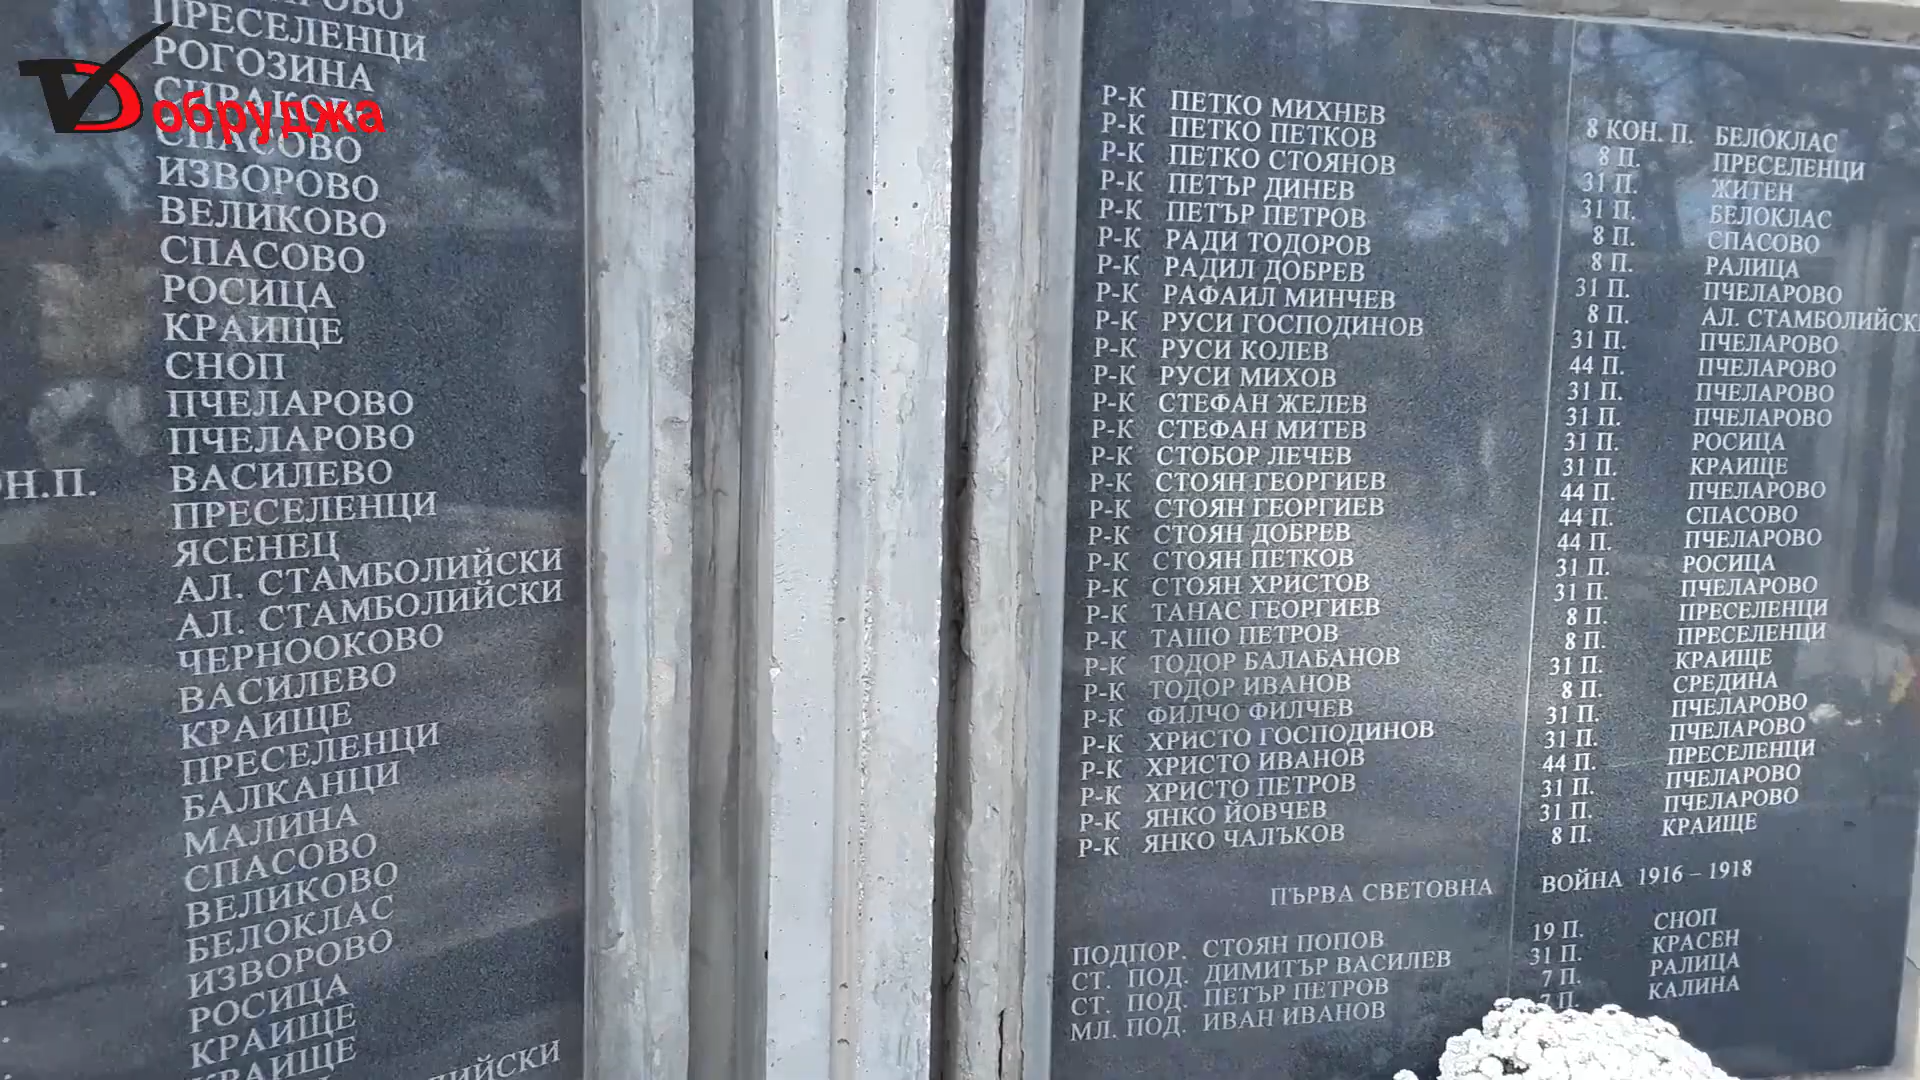 Добруджа
ПРЕСЕЛЕНЦИ
РОГОЗИНА
СПАСОВО
ИЗВОРОВО
ВЕЛИКОВО
СПАСОВО
РОСИЦА
КРАИЩЕ
СНОП
ПЧЕЛАРОВО
ПЧЕЛАРОВО
ОН.П. ВАСИЛЕВО
ПРЕСЕЛЕНЦИ
ЯСЕНЕЦ
АЛ. СТАМБОЛИЙСКИ
АЛ. СТАМБОЛИЙСКИ
ЧЕРНООКОВО
ВАСИЛЕВО
КРАИЩЕ
ПРЕСЕЛЕНЦИ
БАЛКАНЦИ
МАЛИНА
СПАСОВО
ВЕЛИКОВО
БЕЛОКЛАС
ИЗВОРОВО
РОСИЦА
КРАИЩЕ
КРАИЩЕ
Р-К ПЕТКО МИХНЕВ 8 КОН. П. БЕЛОКЛАС
Р-К ПЕТКО ПЕТКОВ 8 П. ПРЕСЕЛЕНЦИ
Р-К ПЕТКО СТОЯНОВ 31 П. ЖИТЕН
Р-К ПЕТЪР ДИНЕВ 31 П. БЕЛОКЛАС
Р-К ПЕТЪР ПЕТРОВ 8 П. СПАСОВО
Р-К РАДИ ТОДОРОВ 8 П. РАЛИЦА
Р-К РАДИЛ ДОБРЕВ 31 П. ПЧЕЛАРОВО
Р-К РАФАИЛ МИНЧЕВ 8 П. АЛ. СТАМБОЛИЙСКИ
Р-К РУСИ ГОСПОДИНОВ 31 П. ПЧЕЛАРОВО
Р-К РУСИ КОЛЕВ 44 П. ПЧЕЛАРОВО
Р-К РУСИ МИХОВ 31 П. ПЧЕЛАРОВО
Р-К СТЕФАН ЖЕЛЕВ 31 П. ПЧЕЛАРОВО
Р-К СТЕФАН МИТЕВ 31 П. РОСИЦА
Р-К СТОБОР ЛЕЧЕВ 31 П. КРАИЩЕ
Р-К СТОЯН ГЕОРГИЕВ 44 П. ПЧЕЛАРОВО
Р-К СТОЯН ГЕОРГИЕВ 44 П. СПАСОВО
Р-К СТОЯН ДОБРЕВ 44 П. ПЧЕЛАРОВО
Р-К СТОЯН ПЕТКОВ 31 П. РОСИЦА
Р-К СТОЯН ХРИСТОВ 31 П. ПЧЕЛАРОВО
Р-К ТАНАС ГЕОРГИЕВ 8 П. ПРЕСЕЛЕНЦИ
Р-К ТАШО ПЕТРОВ 8 П. ПРЕСЕЛЕНЦИ
Р-К ТОДОР БАЛАБАНОВ 31 П. КРАИЩЕ
Р-К ТОДОР ИВАНОВ 8 П. СРЕДИНА
Р-К ФИЛЧО ФИЛЧЕВ 31 П. ПЧЕЛАРОВО
Р-К ХРИСТО ГОСПОДИНОВ 31 П. ПЧЕЛАРОВО
Р-К ХРИСТО ИВАНОВ 44 П. ПРЕСЕЛЕНЦИ
Р-К ХРИСТО ПЕТРОВ 31 П. ПЧЕЛАРОВО
Р-К ЯНКО ЙОВЧЕВ 31 П. ПЧЕЛАРОВО
Р-К ЯНКО ЧАЛЪКОВ 8 П. КРАИЩЕ
ПЪРВА СВЕТОВНА ВОЙНА 1916 – 1918
ПОДПОР. СТОЯН ПОПОВ 19 П. СНОП
СТ. ПОД. ДИМИТЪР ВАСИЛЕВ 31 П. КРАСЕН
СТ. ПОД. ПЕТЪР ПЕТРОВ 7 П. РАЛИЦА
МЛ. ПОД. ИВАН ИВАНОВ 7 П. КАЛИНА